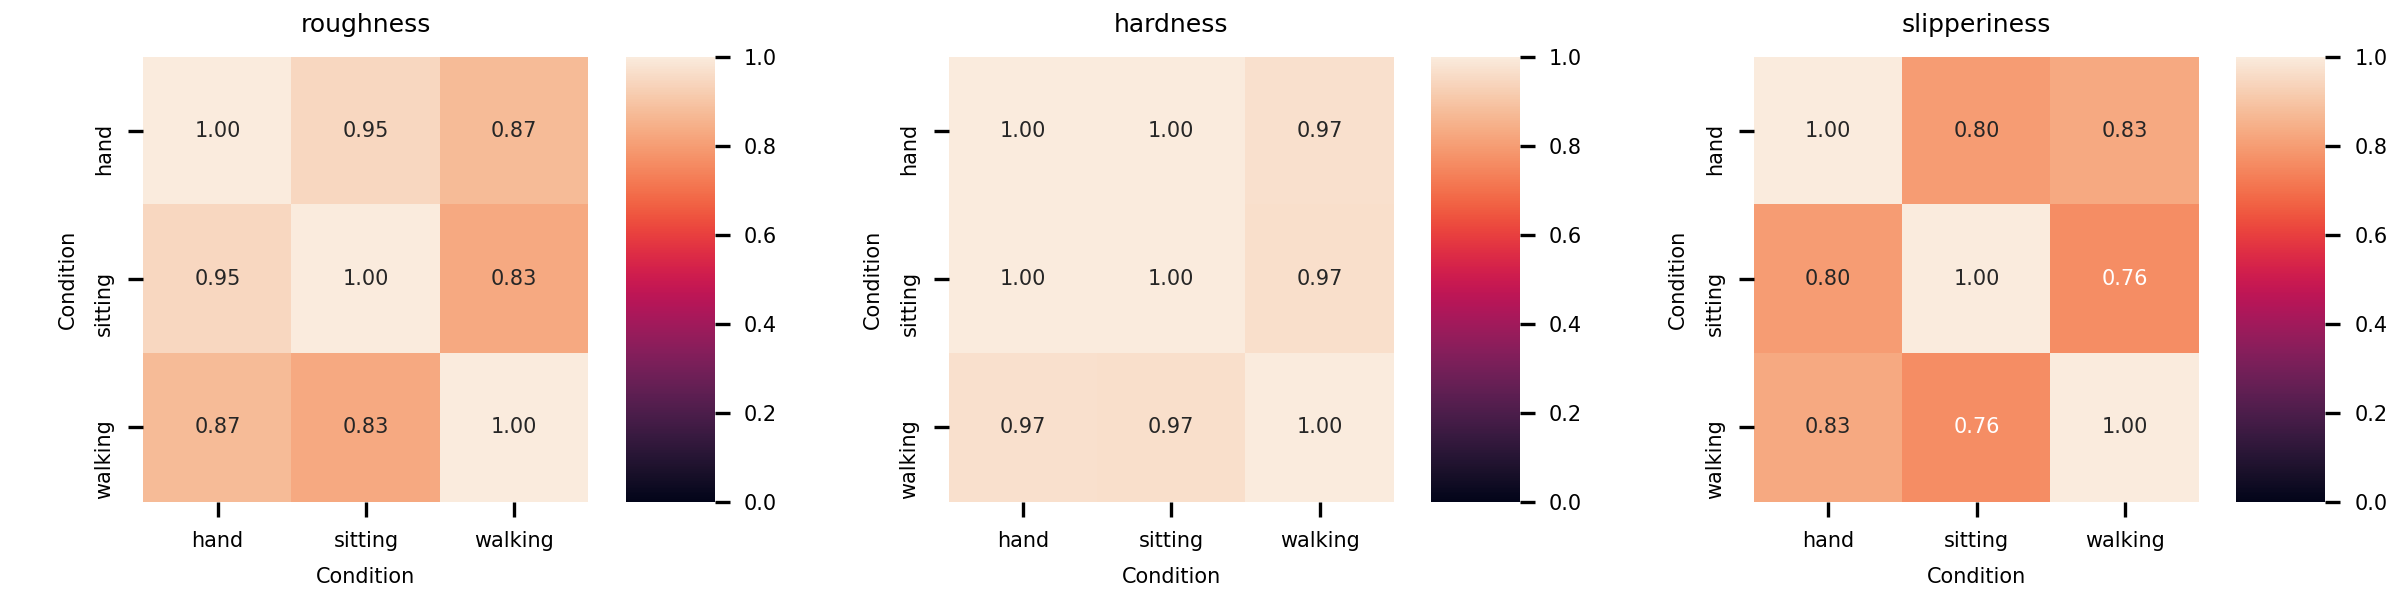 roughness
1.00 0.95 0.87
0.95 1.00 0.83
0.87 0.83 1.00
hand
sitting
walking
Condition
hand sitting walking
Condition
1.0
0.8
0.6
0.4
0.2
0.0
hardness
1.00 1.00 0.97
1.00 1.00 0.97
0.97 0.97 1.00
hand
sitting
walking
Condition
hand sitting walking
Condition
1.0
0.8
0.6
0.4
0.2
0.0
slipperiness
1.00 0.80 0.83
0.80 1.00 0.76
0.83 0.76 1.00
hand
sitting
walking
Condition
hand sitting walking
Condition
1.0
0.8
0.6
0.4
0.2
0.0